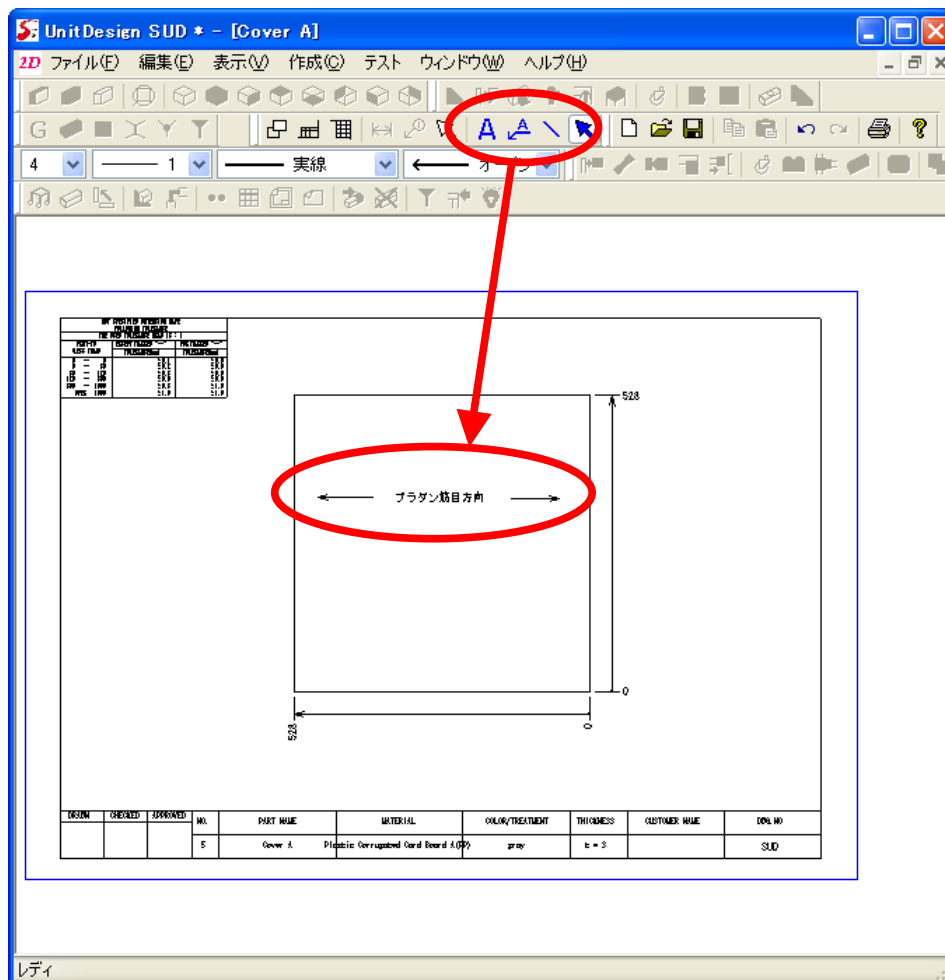 UnitDesign SUD * - [Cover A]
2D ファイル(F) 編集(E) 表示(V) 作成(C) テスト ウィンドウ(W) ヘルプ(H)
4 1 実線
528
プラダン筋目方向
0
528 0
DRAWN CHECKED APPROVED NO. PART NAME MATERIAL COLOR/TREATMENT THICKNESS CUSTOMER NAME DWG. NO
5 Cover A Plastic Corrugated Card Board A(PP) gray t = 3 SUD
レディ